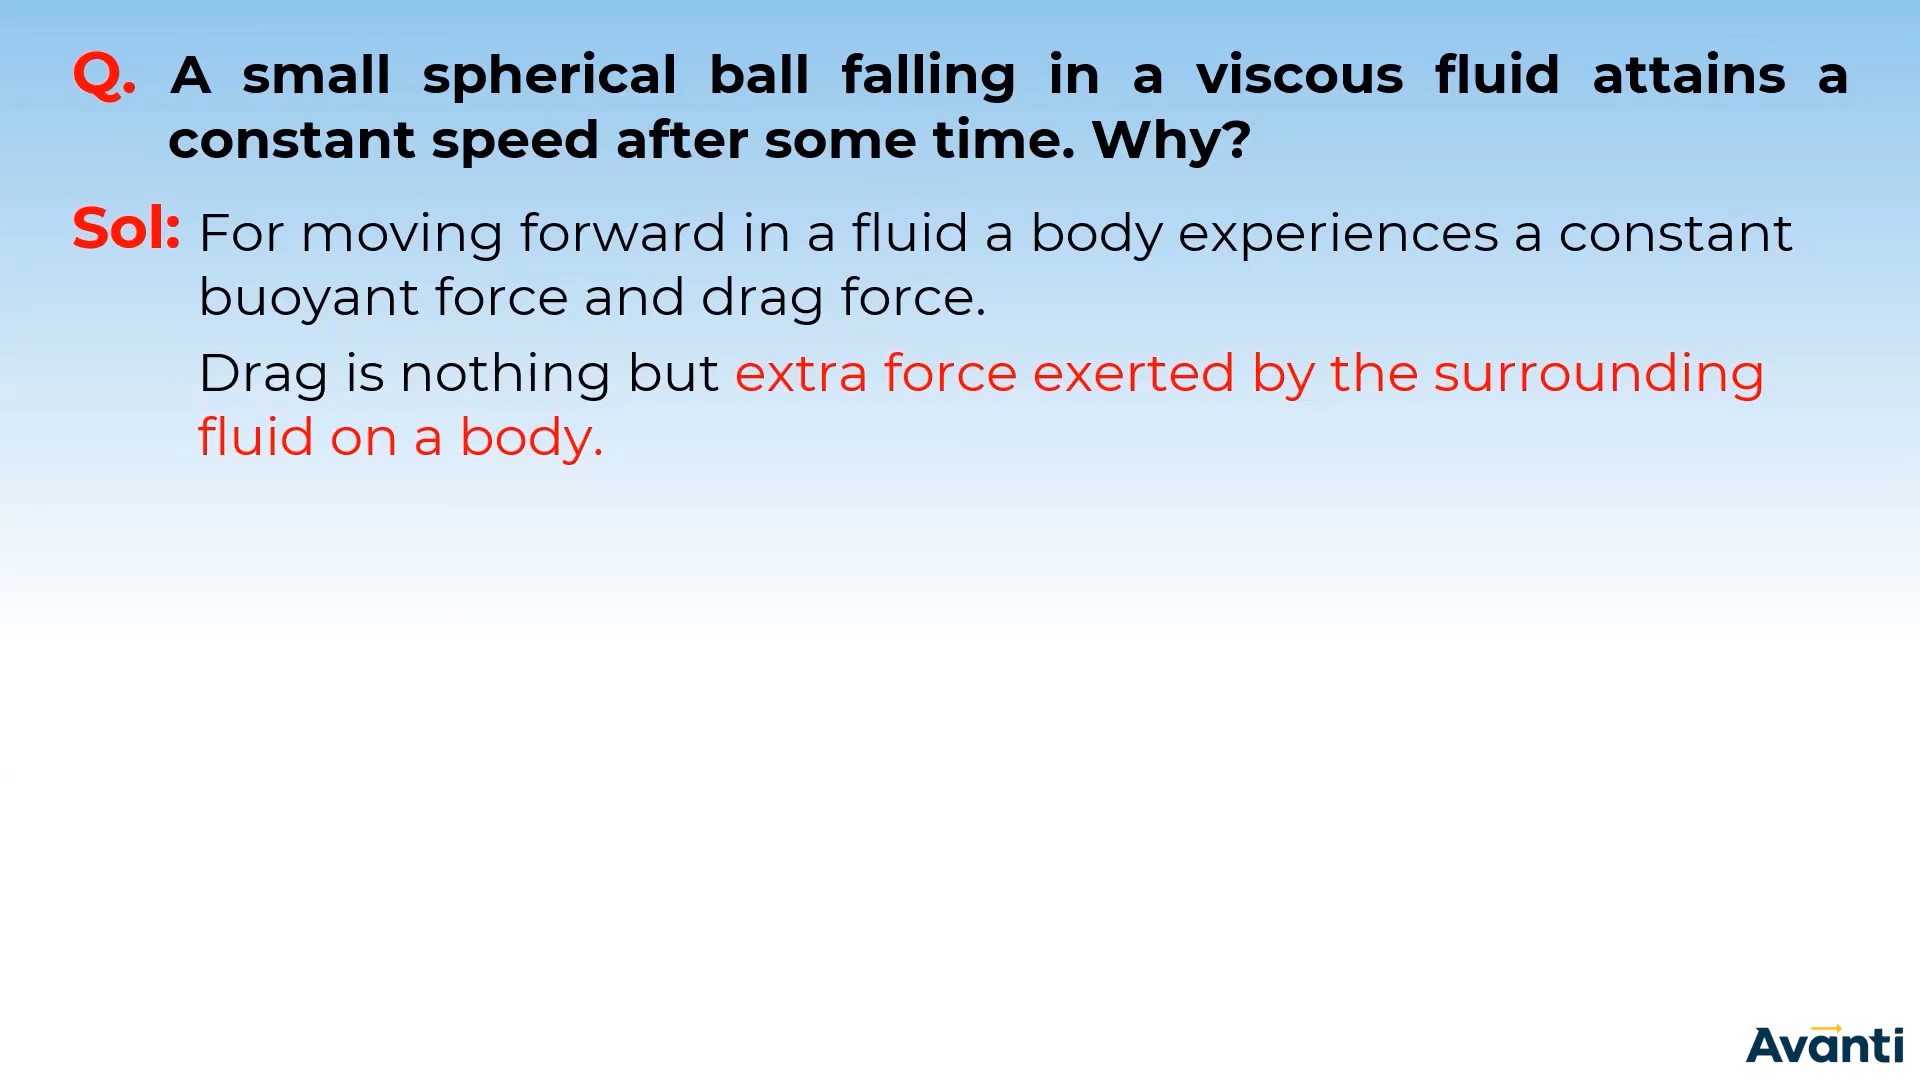 Q. A small spherical ball falling in a viscous fluid attains a
constant speed after some time. Why?
Sol: For moving forward in a fluid a body experiences a constant
buoyant force and drag force.
Drag is nothing but extra force exerted by the surrounding
fluid on a body.
Avanti